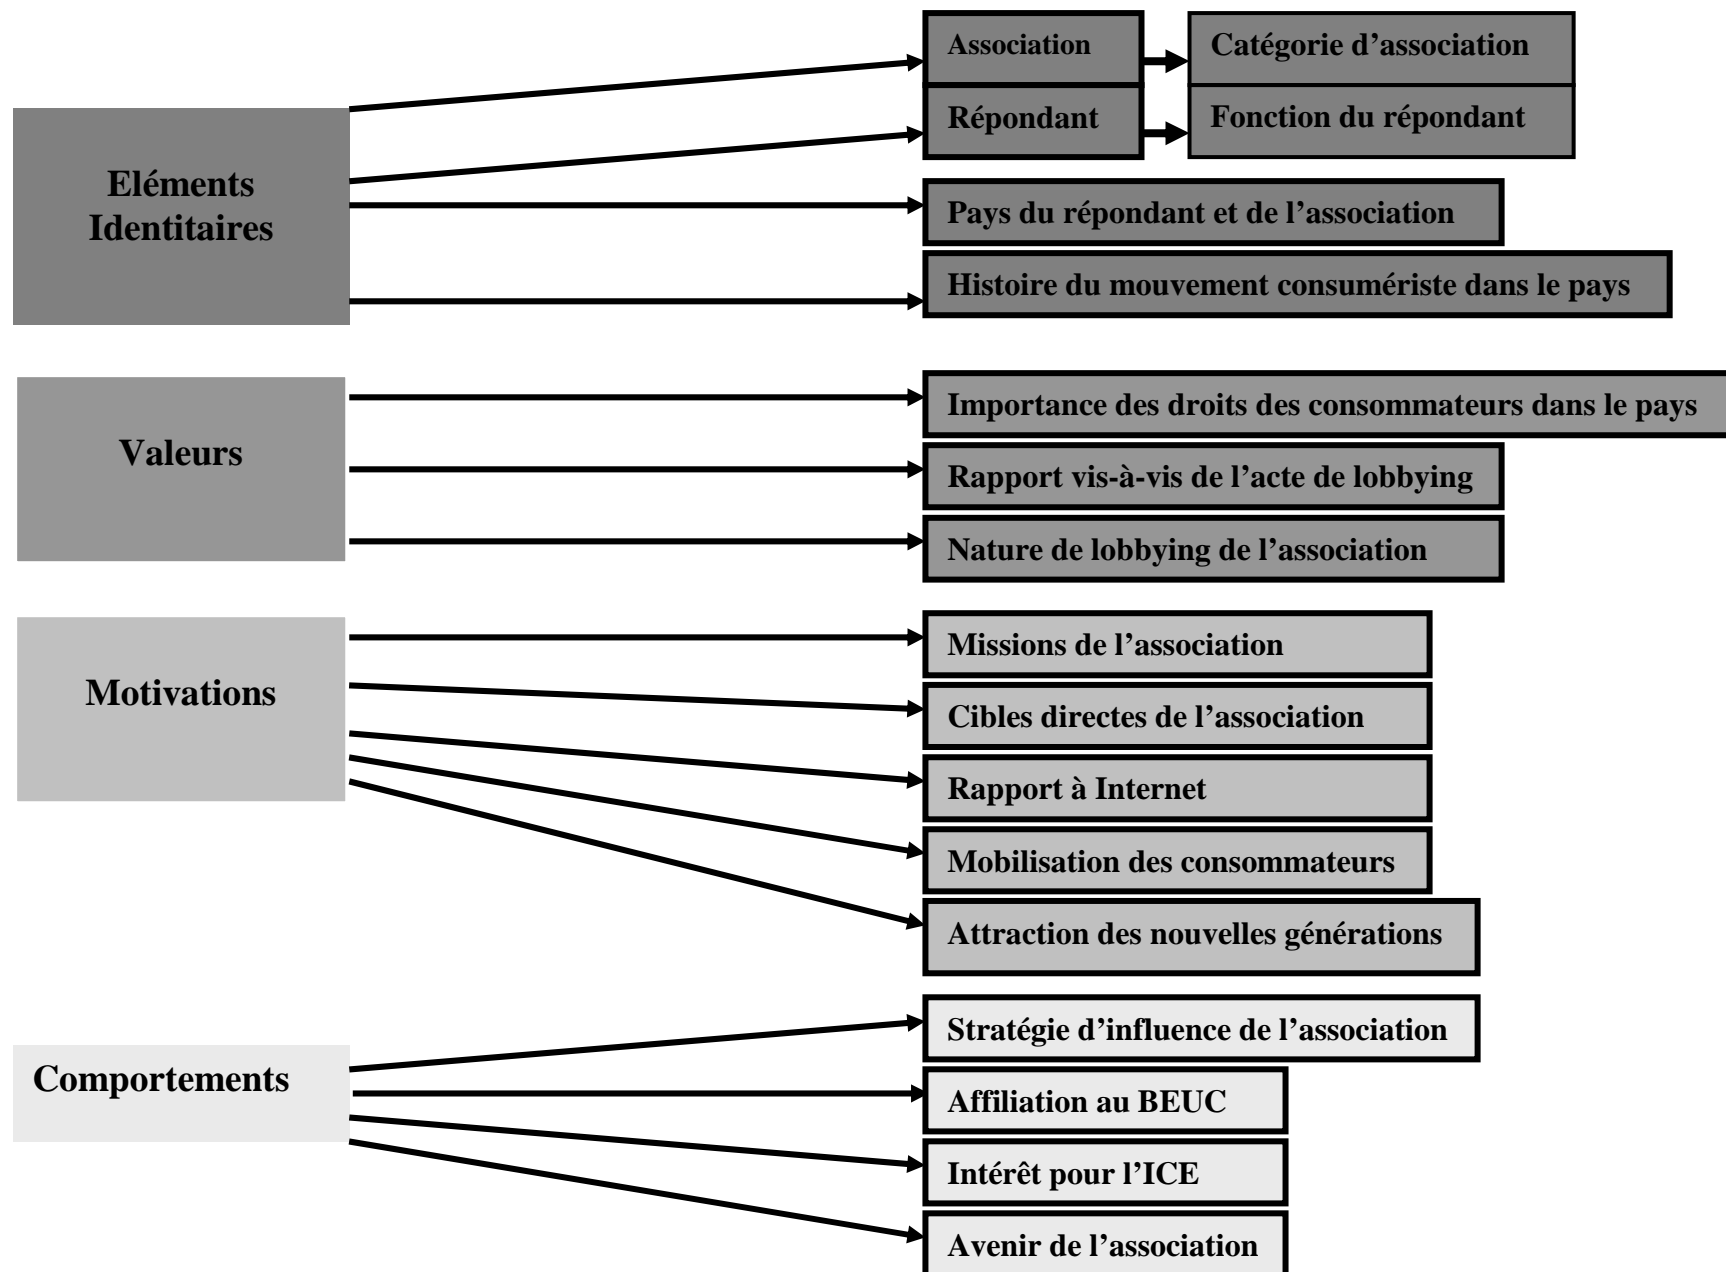 Association
Catégorie d’association
Répondant
Fonction du répondant
Eléments
Identitaires
Pays du répondant et de l’association
Histoire du mouvement consumériste dans le pays
Valeurs
Importance des droits des consommateurs dans le pays
Rapport vis-à-vis de l’acte de lobbying
Nature de lobbying de l’association
Motivations
Missions de l’association
Cibles directes de l’association
Rapport à Internet
Mobilisation des consommateurs
Attraction des nouvelles générations
Comportements
Stratégie d’influence de l’association
Affiliation au BEUC
Intérêt pour l’ICE
Avenir de l’association